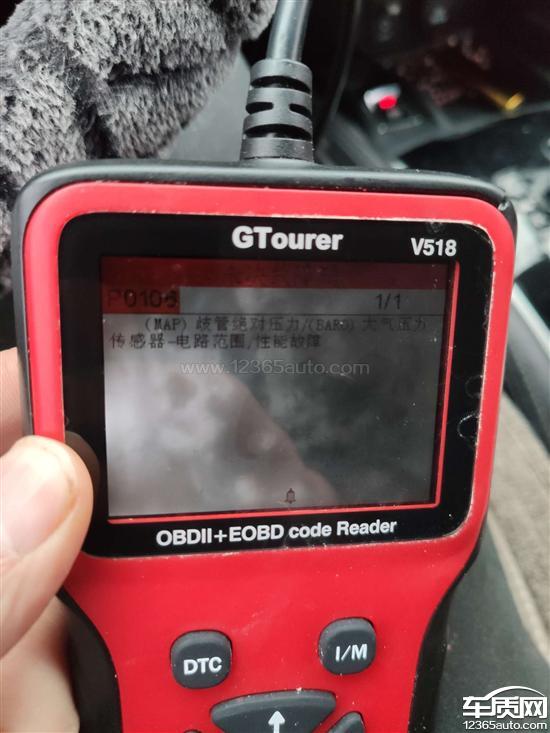 GTourer
V518
P0106
1/1
(MAP) 歧管绝对压力/(BARO) 大气压力
传感器-电路范围,性能故障
www.12365auto.com
OBDII+EOBD code Reader
DTC
I/M
车质网
12365auto.com